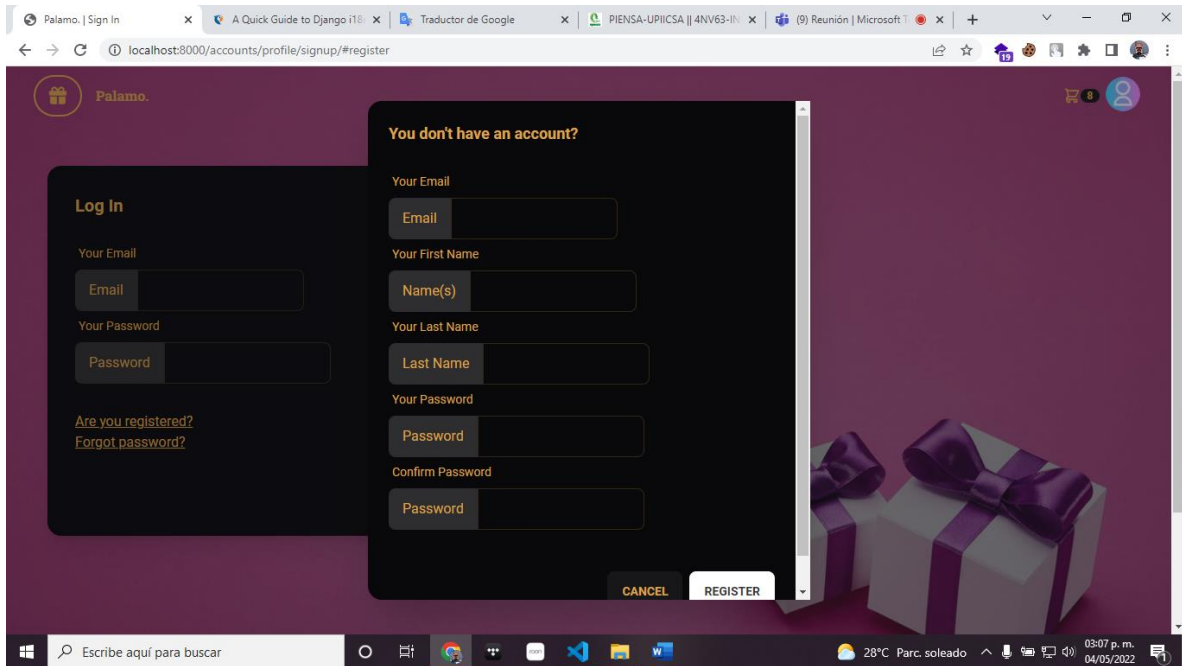 Palamo. | Sign In
A Quick Guide to Django i18
Traductor de Google
PIENSA-UPIICSA || 4NV63-IN
(9) Reunión | Microsoft T
localhost:8000/accounts/profile/signup/#register
19
Palamo.
8
Log In
Your Email
Email
Your Password
Password
Are you registered?
Forgot password?
You don't have an account?
Your Email
Email
Your First Name
Name(s)
Your Last Name
Last Name
Your Password
Password
Confirm Password
Password
CANCEL
REGISTER
Escribe aquí para buscar
28°C Parc. soleado
03:07 p. m.
04/05/2022
1